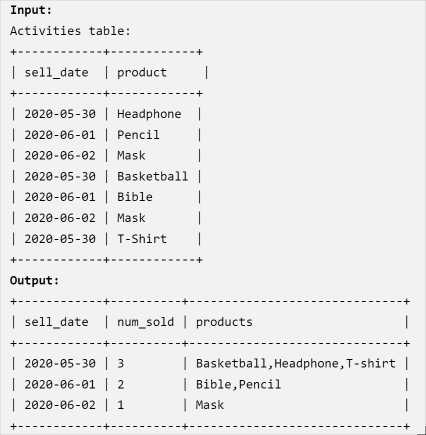 Input:
Activities table:
+------------+------------+
| sell_date  | product     |
+------------+------------+
| 2020-05-30 | Headphone  |
| 2020-06-01 | Pencil     |
| 2020-06-02 | Mask       |
| 2020-05-30 | Basketball |
| 2020-06-01 | Bible      |
| 2020-06-02 | Mask       |
| 2020-05-30 | T-Shirt    |
+------------+------------+
Output:
+------------+----------+------------------------------+
| sell_date  | num_sold | products                     |
+------------+----------+------------------------------+
| 2020-05-30 | 3        | Basketball,Headphone,T-shirt |
| 2020-06-01 | 2        | Bible,Pencil                 |
| 2020-06-02 | 1        | Mask                         |
+------------+----------+------------------------------+